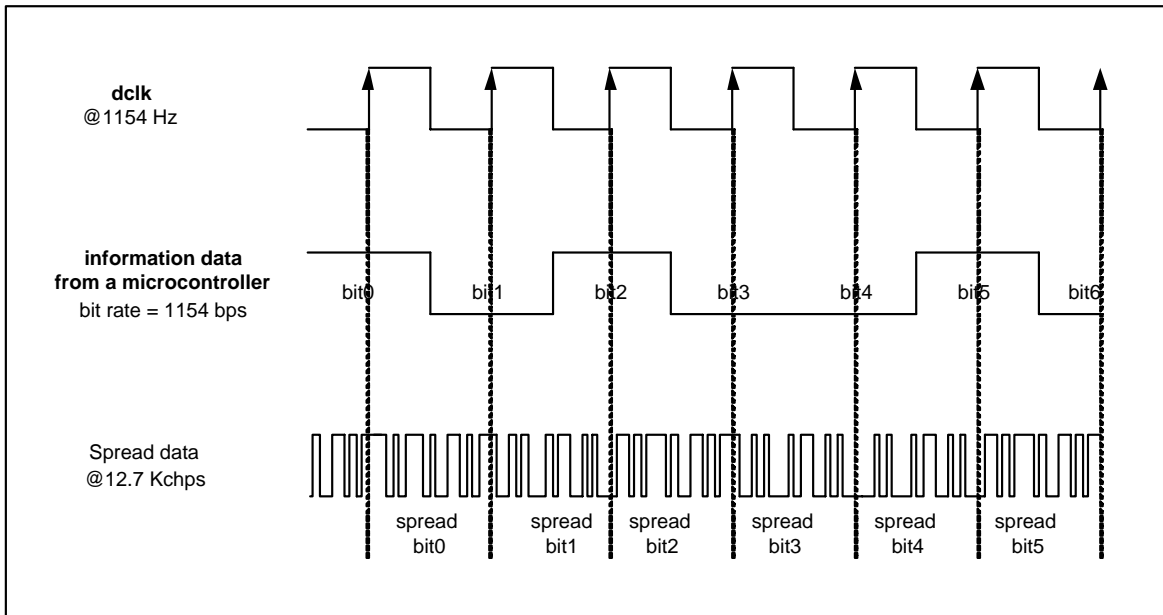 dclk
@1154 Hz
information data
from a microcontroller
bit rate = 1154 bps
bit0 bit1 bit2 bit3 bit4 bit5 bit6
Spread data
@12.7 Kchps
spread spread spread spread spread spread
bit0 bit1 bit2 bit3 bit4 bit5